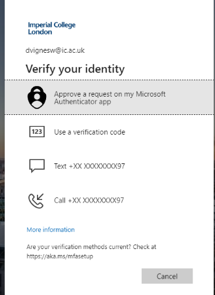 Imperial College
London
dvignesw@ic.ac.uk
Verify your identity
Approve a request on my Microsoft
Authenticator app
123
Use a verification code
Text +XX XXXXXXXX97
Call +XX XXXXXXXX97
More information
Are your verification methods current? Check at
https://aka.ms/mfasetup
Cancel